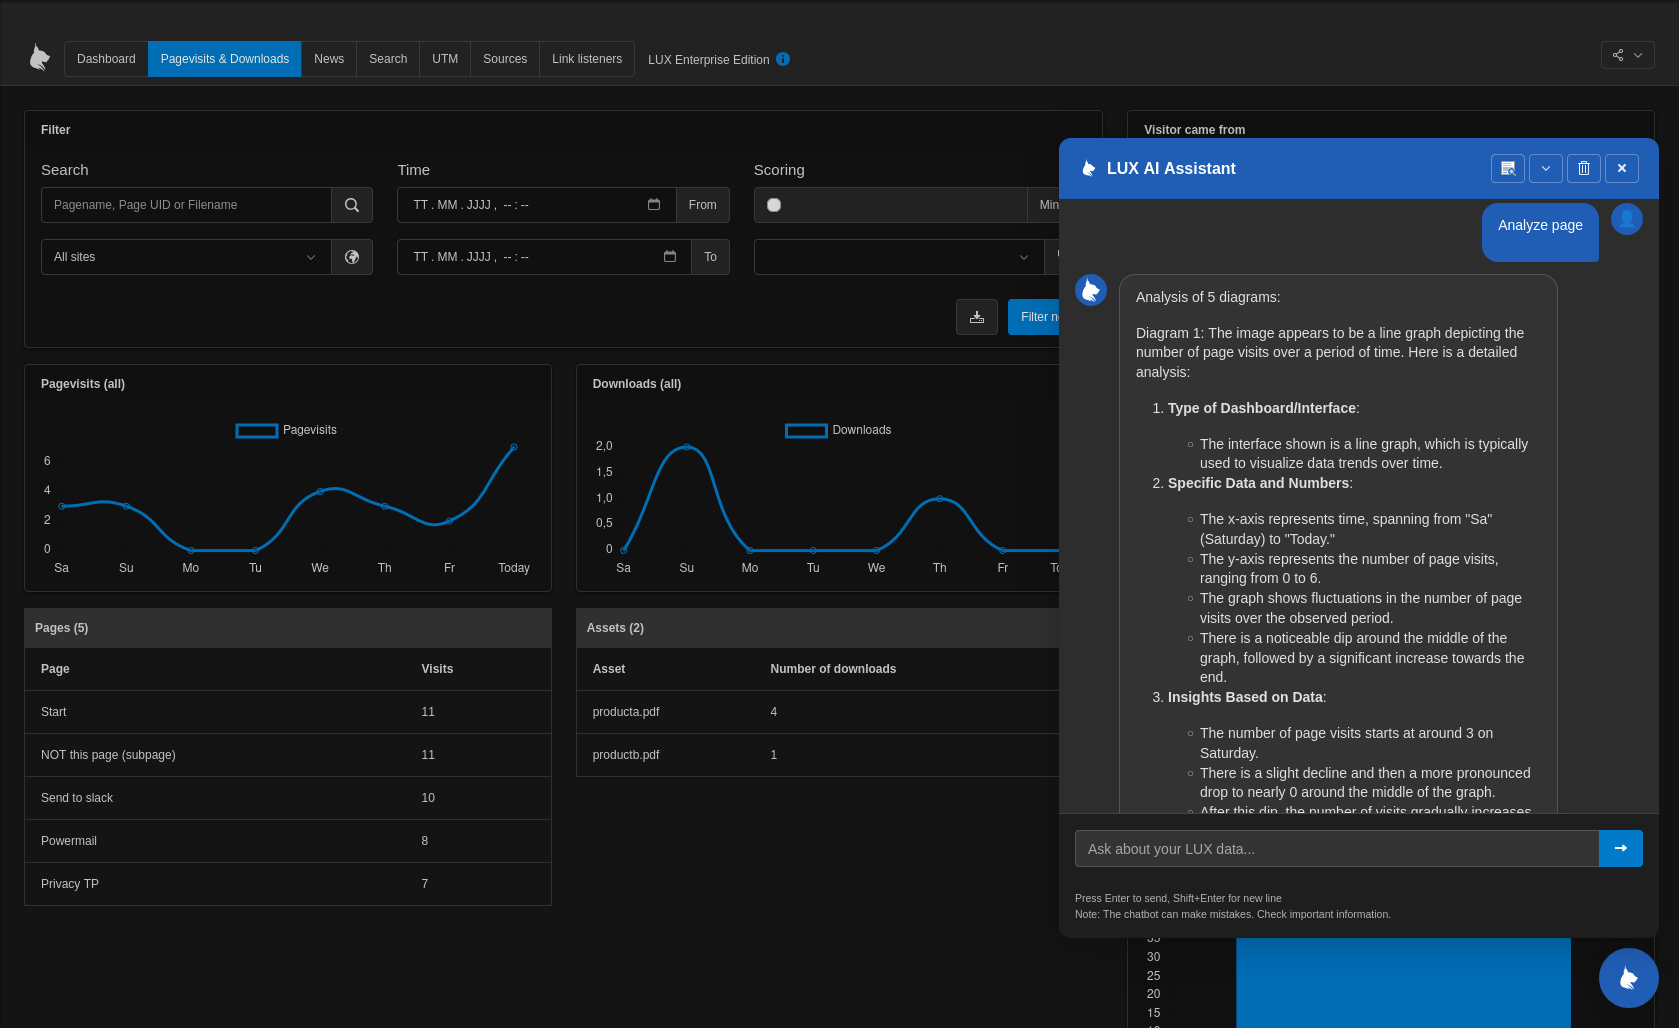 Dashboard
Pagevisits & Downloads
News
Search
UTM
Sources
Link listeners
LUX Enterprise Edition
Filter
Search
Time
Scoring
Pagename, Page UID or Filename
TT . MM . JJJJ , -- : --
From
Min
All sites
TT . MM . JJJJ , -- : --
To
Filter
Pagevisits (all)
Pagevisits
6
4
2
0
Sa
Su
Mo
Tu
We
Th
Fr
Today
Downloads (all)
Downloads
2,0
1,5
1,0
0,5
0
Sa
Su
Mo
Tu
We
Th
Fr
Pages (5)
Page
Visits
Start
11
NOT this page (subpage)
11
Send to slack
10
Powermail
8
Privacy TP
7
Assets (2)
Asset
Number of downloads
producta.pdf
4
productb.pdf
1
Visitor came from
LUX AI Assistant
Analyze page
Analysis of 5 diagrams:
Diagram 1: The image appears to be a line graph depicting the
number of page visits over a period of time. Here is a detailed
analysis:
1. Type of Dashboard/Interface:
○ The interface shown is a line graph, which is typically
used to visualize data trends over time.
2. Specific Data and Numbers:
○ The x-axis represents time, spanning from "Sa"
(Saturday) to "Today."
○ The y-axis represents the number of page visits,
ranging from 0 to 6.
○ The graph shows fluctuations in the number of page
visits over the observed period.
○ There is a noticeable dip around the middle of the
graph, followed by a significant increase towards the
end.
3. Insights Based on Data:
○ The number of page visits starts at around 3 on
Saturday.
○ There is a slight decline and then a more pronounced
drop to nearly 0 around the middle of the graph.
○ After this dip, the number of visits gradually increases
Ask about your LUX data...
Press Enter to send, Shift+Enter for new line
Note: The chatbot can make mistakes. Check important information.
35
30
25
20
15
10